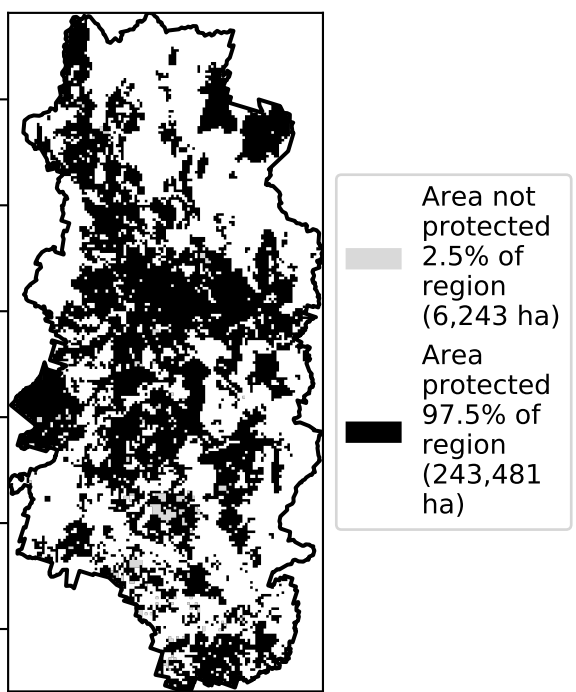 Area not
protected
2.5% of
region
(6,243 ha)
Area
protected
97.5% of
region
(243,481
ha)